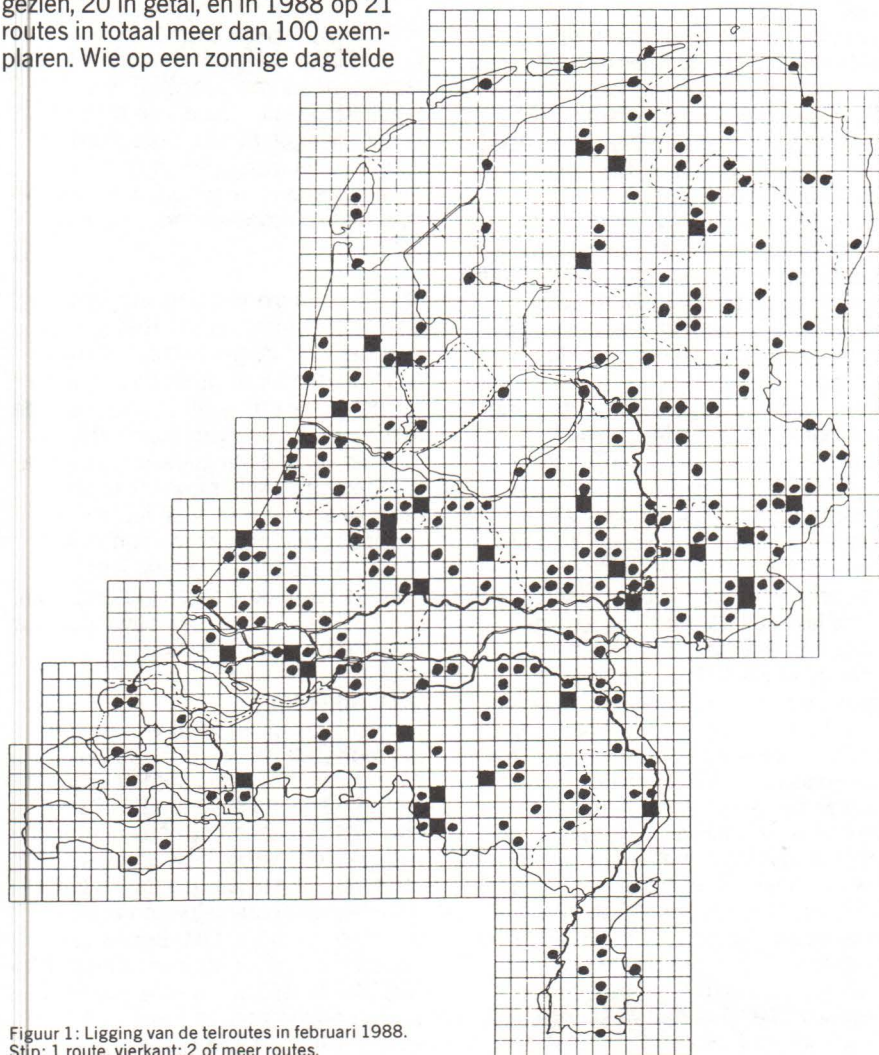 gezien, 20 in getal, en in 1988 op 21
routes in totaal meer dan 100 exem-
plaren. Wie op een zonnige dag telde
Figuur 1: Ligging van de telroutes in februari 1988.
Stip: 1 route, vierkant: 2 of meer routes.